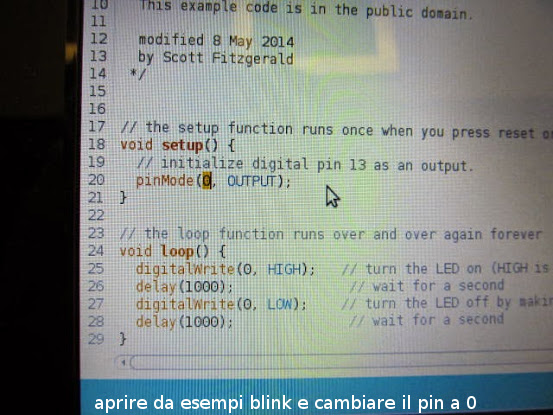 10 This example code is in the public domain.
11
12 modified 8 May 2014
13 by Scott Fitzgerald
14 */
15
16
17 // the setup function runs once when you press reset
18 void setup() {
19 // initialize digital pin 13 as an output.
20 pinMode(0, OUTPUT);
21 }
22
23 // the loop function runs over and over again forever
24 void loop() {
25 digitalWrite(0, HIGH); // turn the LED on (HIGH is
26 delay(1000); // wait for a second
27 digitalWrite(0, LOW); // turn the LED off by
28 delay(1000); // wait for a second
29 }
aprire da esempi blink e cambiare il pin a 0